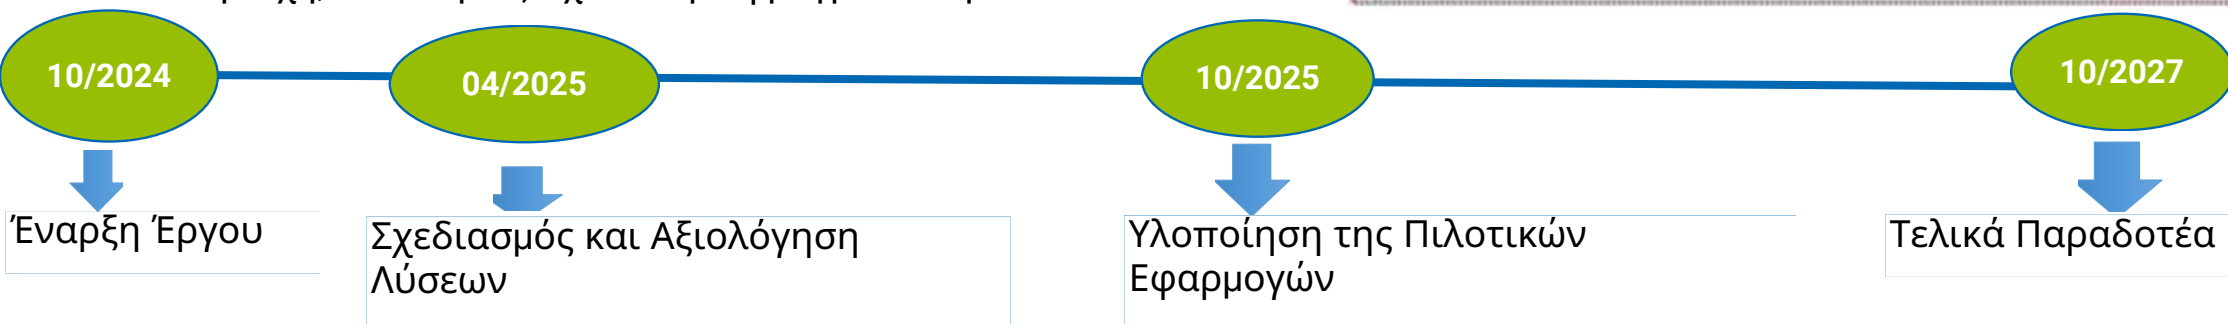 10/2024
04/2025
10/2025
10/2027
Έναρξη Έργου
Σχεδιασμός και Αξιολόγηση
Λύσεων
Υλοποίηση της Πιλοτικών
Εφαρμογών
Τελικά Παραδοτέα